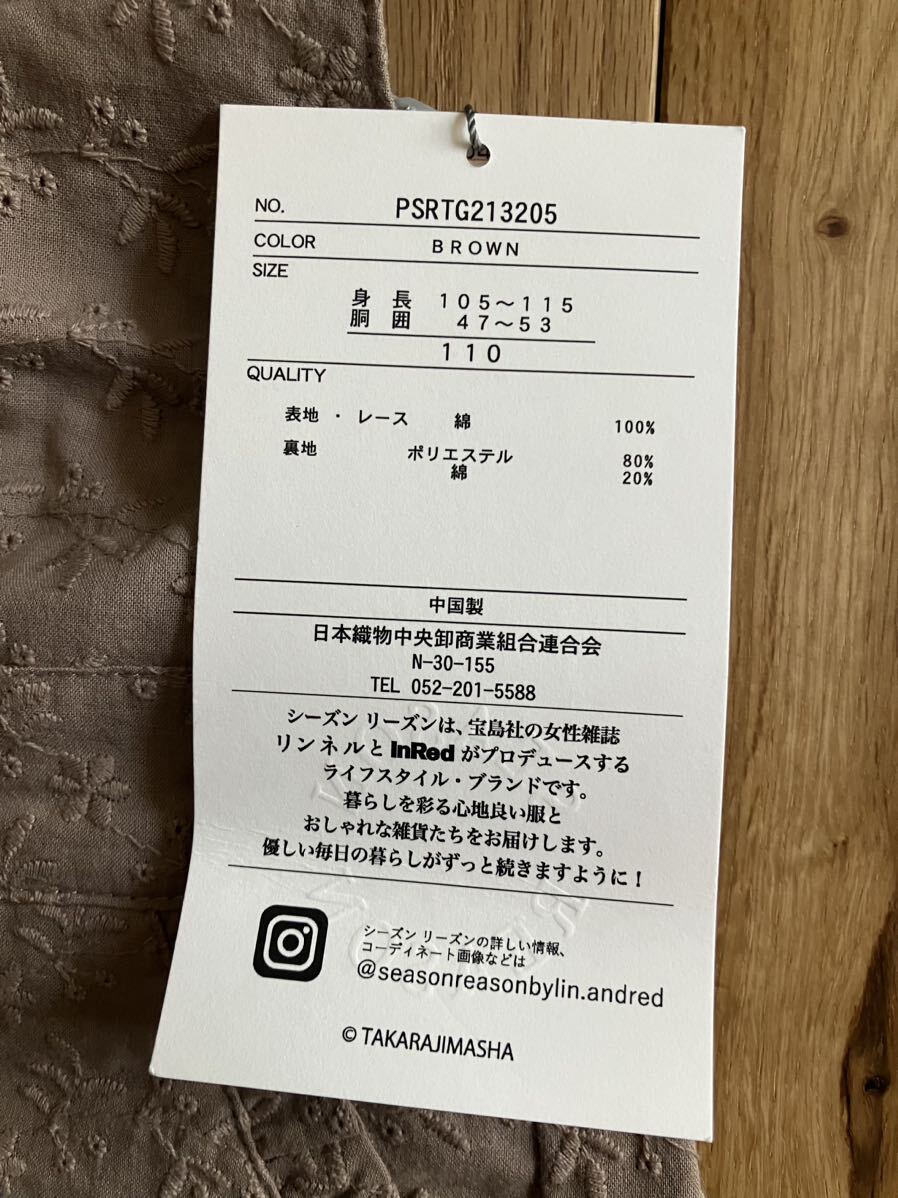 NO. PSRTG213205
COLOR BROWN
SIZE
身長 105～115
胴囲 47～53
110
QUALITY
表地・レース 綿 100%
裏地 ポリエステル 80%
綿 20%
中国製
日本織物中央卸商業組合連合会
N-30-155
TEL 052-201-5588
シーズン リーズンは、宝島社の女性雑誌
リンネルと InRed がプロデュースする
ライフスタイル・ブランドです。
暮らしを彩る心地良い服と
おしゃれな雑貨たちをお届けします。
優しい毎日の暮らしがずっと続きますように！
シーズン リーズンの詳しい情報、
コーディネート画像などは
@seasonreasonbylin.andred
© TAKARAJIMASHA